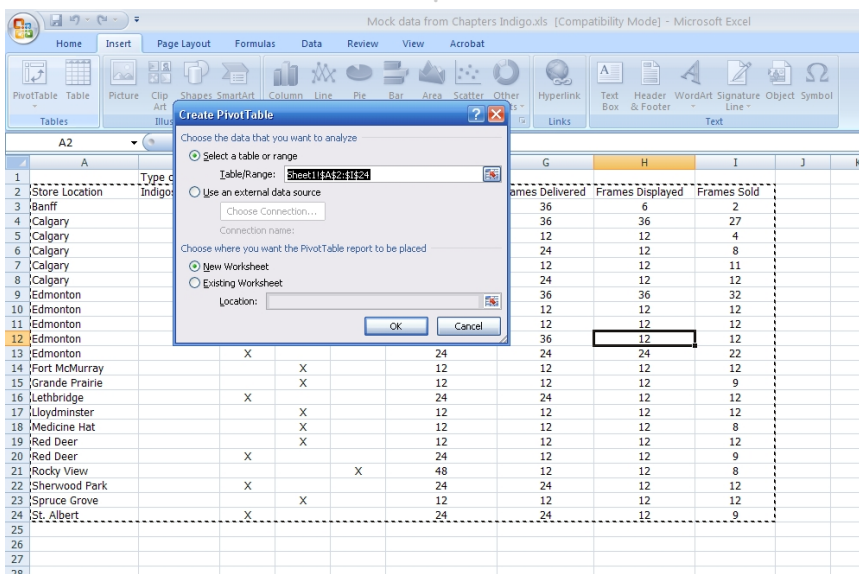 Mock data from Chapters Indigo.xls [Compatibility Mode] - Microsoft Excel
Home Insert Page Layout Formulas Data Review View Acrobat
PivotTable Table Picture Clip Art Shapes SmartArt Column Line Pie Bar Area Scatter Other Hyperlink Text Box Header & Footer WordArt Signature Line Object Symbol
Tables Links Text
A2
A G H I J
1
2 Store Location Frames Displayed Frames Sold
3 Banff 36 6 2
4 Calgary 36 36 27
5 Calgary 12 12 4
6 Calgary 24 12 8
7 Calgary 12 12 11
8 Calgary 24 12 12
9 Edmonton 36 36 32
10 Edmonton 12 12 12
11 Edmonton 12 12 12
12 Edmonton 36 12 12
13 Edmonton X 24 24 24 22
14 Fort McMurray X 12 12 12 12
15 Grande Prairie X 12 12 12 9
16 Lethbridge X 24 24 12 12
17 Lloydminster X 12 12 12 12
18 Medicine Hat X 12 12 12 8
19 Red Deer X 12 12 12 12
20 Red Deer X 24 12 12 9
21 Rocky View X 48 12 12 8
22 Sherwood Park X 24 24 12 12
23 Spruce Grove X 12 12 12 12
24 St. Albert X 24 24 12 9
25
26
27
Create PivotTable
Choose the data that you want to analyze
Select a table or range
Table/Range: Sheet1!$A$2:$I$24
Use an external data source
Choose Connection...
Connection name:
Choose where you want the PivotTable report to be placed
New Worksheet
Existing Worksheet
Location:
OK Cancel